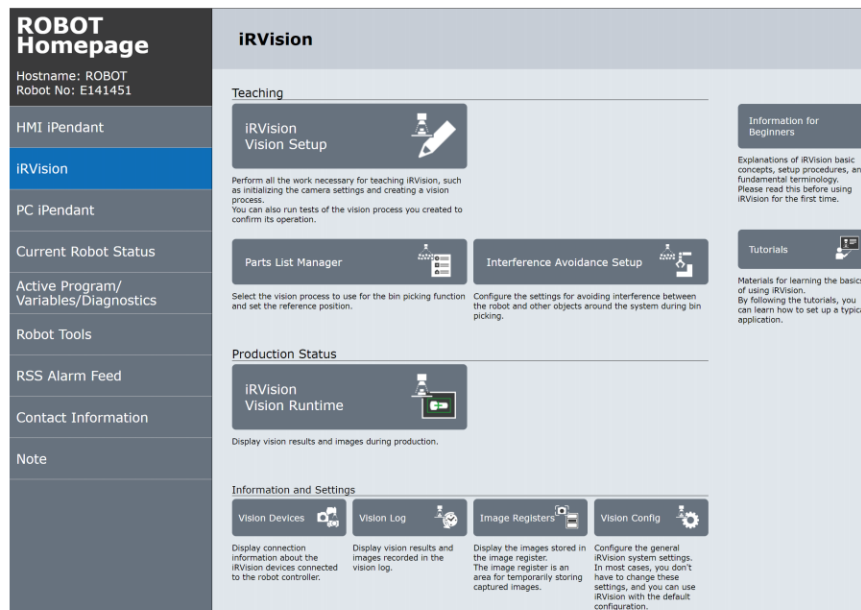 ROBOT
Homepage
Hostname: ROBOT
Robot No: E141451
HMI iPendant
iRVision
PC iPendant
Current Robot Status
Active Program/
Variables/Diagnostics
Robot Tools
RSS Alarm Feed
Contact Information
Note
iRVision
Teaching
iRVision
Vision Setup
Perform all the work necessary for teaching iRVision, such
as initializing the camera settings and creating a vision
process.
You can also run tests of the vision process you created to
confirm its operation.
Parts List Manager
Select the vision process to use for the bin picking function
and set the reference position.
Interference Avoidance Setup
Configure the settings for avoiding interference between
the robot and other objects around the system during bin
picking.
Production Status
iRVision
Vision Runtime
Display vision results and images during production.
Information and Settings
Vision Devices
Display connection
information about the
iRVision devices connected
to the robot controller.
Vision Log
Display vision results and
images recorded in the
vision log.
Image Registers
Display the images stored in
the image register.
The image register is an
area for temporarily storing
captured images.
Vision Config
Configure the general
iRVision system settings.
In most cases, you don't
have to change these
settings, and you can use
iRVision with the default
configuration.
Information for
Beginners
Explanations of iRVision basic
concepts, setup procedures, an
fundamental terminology.
Please read this before using
iRVision for the first time.
Tutorials
Materials for learning the basics
of using iRVision.
By following the tutorials, you
can learn how to set up a typica
application.